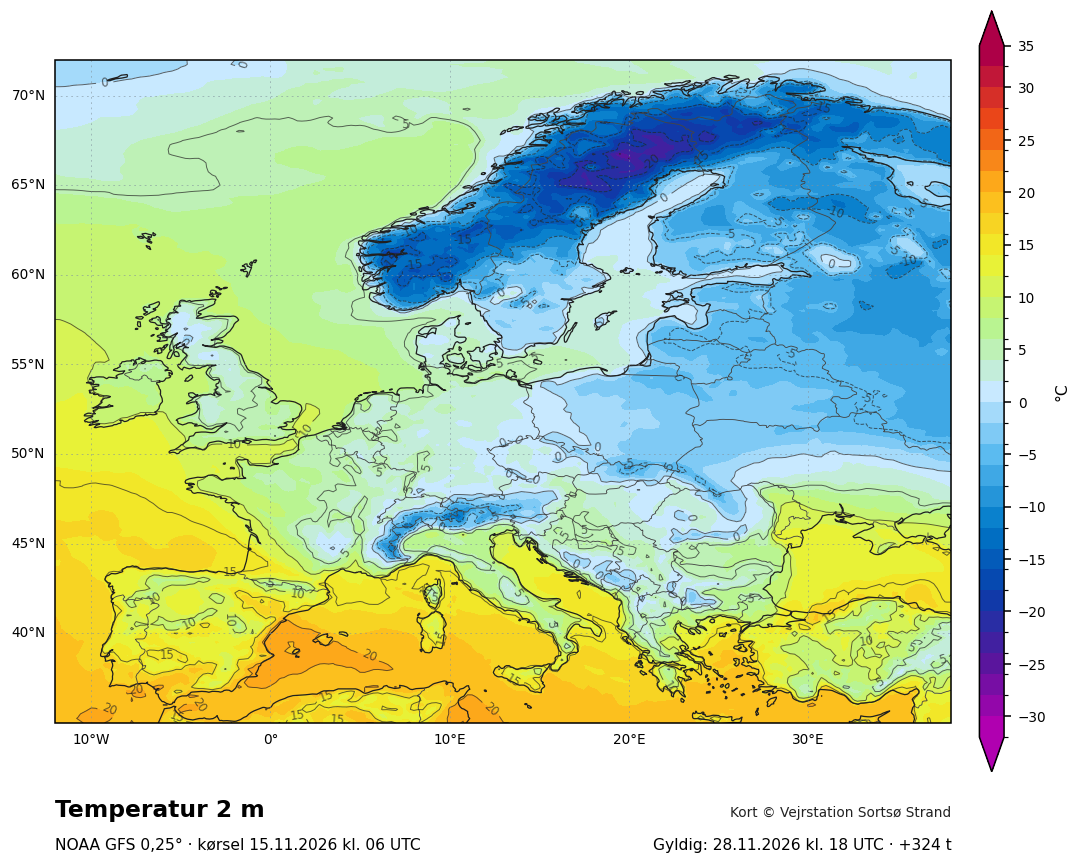 70°N
65°N
60°N
55°N
50°N
45°N
40°N
10°W
0°
10°E
20°E
30°E
35
30
25
20
15
10
5
0
−5
−10
−15
−20
−25
−30
°C
Temperatur 2 m
Kort © Vejrstation Sortsø Strand
NOAA GFS 0,25° · kørsel 15.11.2026 kl. 06 UTC
Gyldig: 28.11.2026 kl. 18 UTC · +324 t